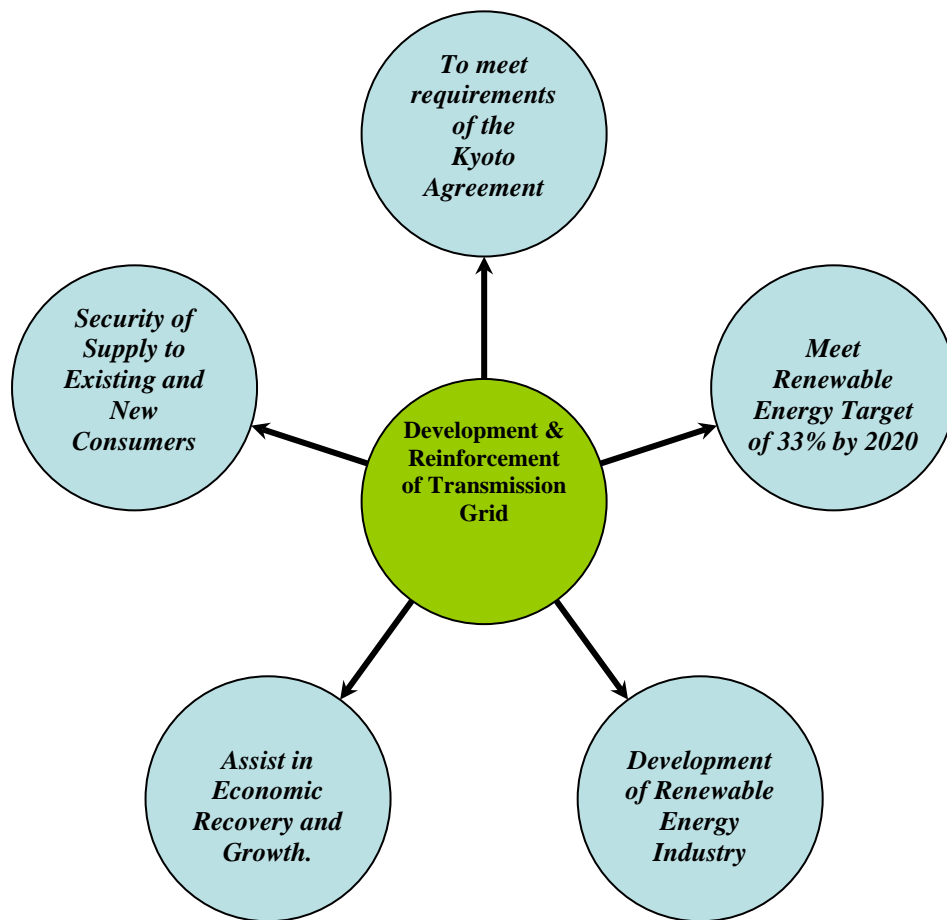 To meet
requirements
of the
Kyoto
Agreement
Security of
Supply to
Existing and
New
Consumers
Meet
Renewable
Energy Target
of 33% by 2020
Development &
Reinforcement
of Transmission
Grid
Assist in
Economic
Recovery and
Growth.
Development
of Renewable
Energy
Industry